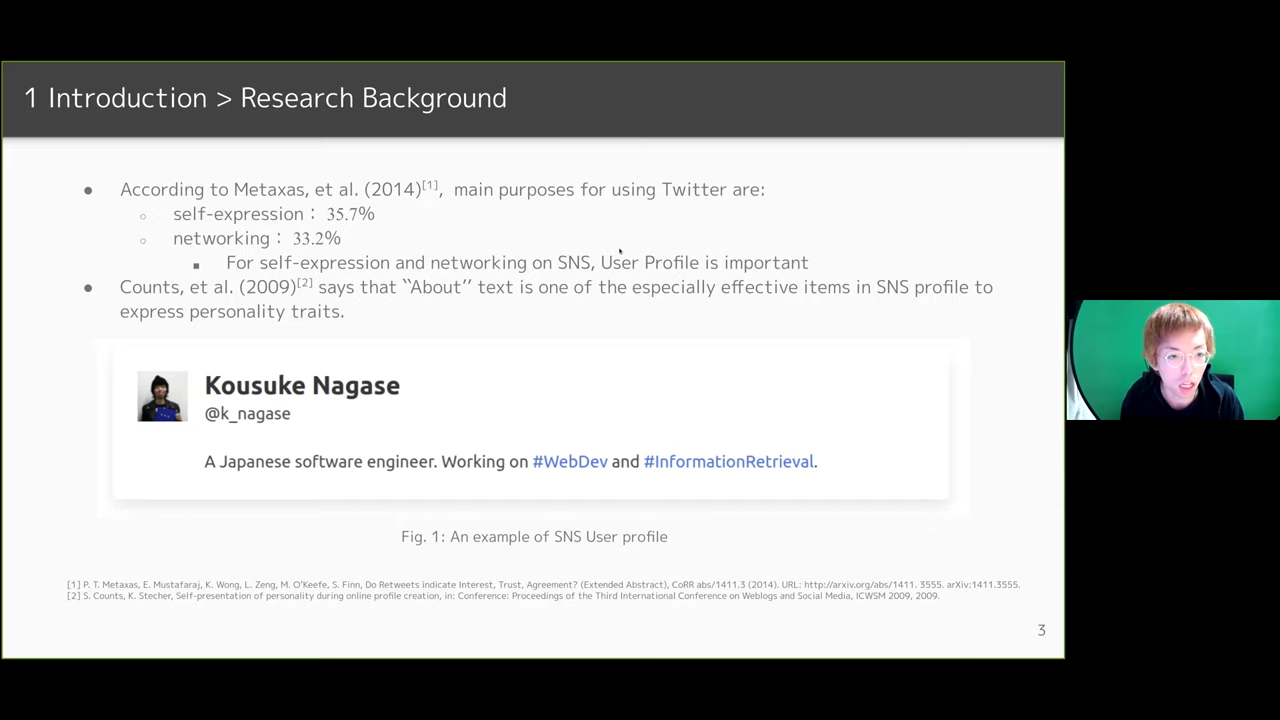 1 Introduction > Research Background
● According to Metaxas, et al. (2014)[1], main purposes for using Twitter are:
○ self-expression： 35.7%
○ networking： 33.2%
■ For self-expression and networking on SNS, User Profile is important
● Counts, et al. (2009)[2] says that ``About'' text is one of the especially effective items in SNS profile to
express personality traits.
Kousuke Nagase
@k_nagase
A Japanese software engineer. Working on #WebDev and #InformationRetrieval.
Fig. 1: An example of SNS User profile
[1] P. T. Metaxas, E. Mustafaraj, K. Wong, L. Zeng, M. O'Keefe, S. Finn, Do Retweets indicate Interest, Trust, Agreement? (Extended Abstract), CoRR abs/1411.3 (2014). URL: http://arxiv.org/abs/1411. 3555. arXiv:1411.3555.
[2] S. Counts, K. Stecher, Self-presentation of personality during online profile creation, in: Conference: Proceedings of the Third International Conference on Weblogs and Social Media, ICWSM 2009, 2009.
3